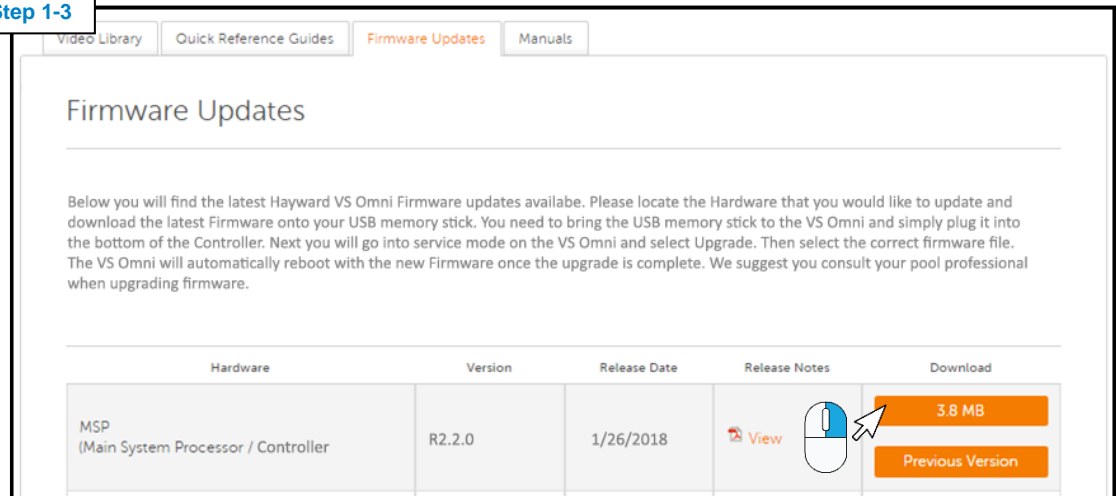 Step 1-3
Video Library
Quick Reference Guides
Firmware Updates
Manuals
Firmware Updates
Below you will find the latest Hayward VS Omni Firmware updates availabe. Please locate the Hardware that you would like to update and
download the latest Firmware onto your USB memory stick. You need to bring the USB memory stick to the VS Omni and simply plug it into
the bottom of the Controller. Next you will go into service mode on the VS Omni and select Upgrade. Then select the correct firmware file.
The VS Omni will automatically reboot with the new Firmware once the upgrade is complete. We suggest you consult your pool professional
when upgrading firmware.
Hardware
Version
Release Date
Release Notes
Download
MSP
(Main System Processor / Controller
R2.2.0
1/26/2018
View
3.8 MB
Previous Version